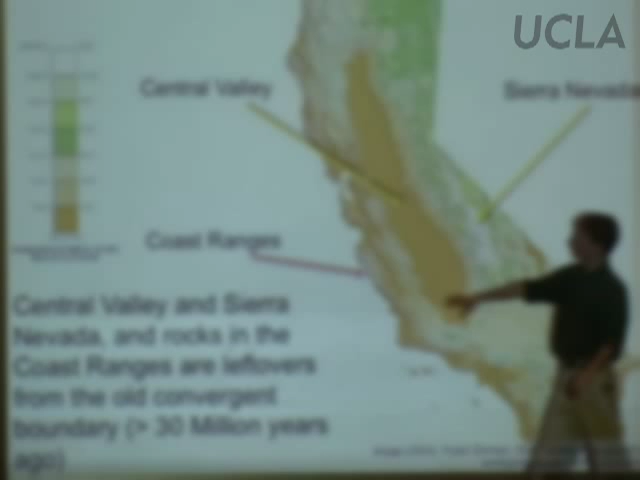 UCLA
Central Valley
Sierra Nevada
Coast Ranges
Central Valley and Sierra
Nevada, and rocks in the
Coast Ranges are leftovers
from the old convergent
boundary (> 30 Million years
ago)